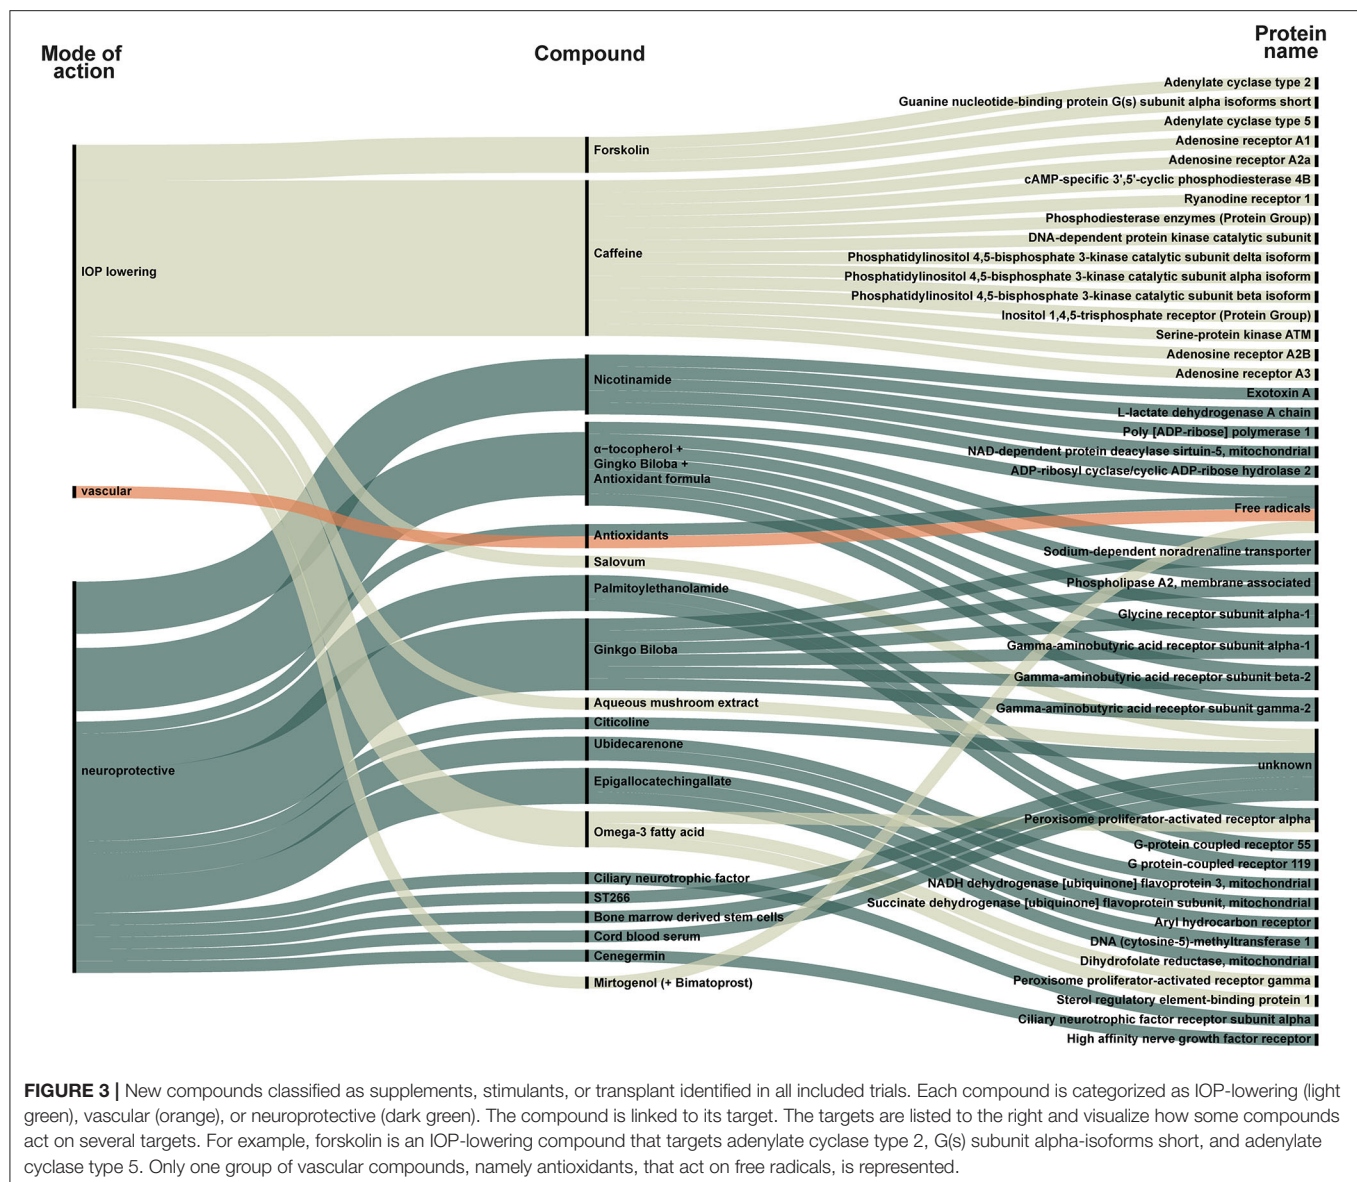 Mode of
action
Compound
Protein
name
IOP lowering
vascular
neuroprotective
Forskolin
Caffeine
Nicotinamide
α−tocopherol +
Gingko Biloba +
Antioxidant formula
Antioxidants
Salovum
Palmitoylethanolamide
Ginkgo Biloba
Aqueous mushroom extract
Citicoline
Ubidecarenone
Epigallocatechingallate
Omega-3 fatty acid
Ciliary neurotrophic factor
ST266
Bone marrow derived stem cells
Cord blood serum
Cenegermin
Mirtogenol (+ Bimatoprost)
Adenylate cyclase type 2
Guanine nucleotide-binding protein G(s) subunit alpha isoforms short
Adenylate cyclase type 5
Adenosine receptor A1
Adenosine receptor A2a
cAMP-specific 3',5'-cyclic phosphodiesterase 4B
Ryanodine receptor 1
Phosphodiesterase enzymes (Protein Group)
DNA-dependent protein kinase catalytic subunit
Phosphatidylinositol 4,5-bisphosphate 3-kinase catalytic subunit delta isoform
Phosphatidylinositol 4,5-bisphosphate 3-kinase catalytic subunit alpha isoform
Phosphatidylinositol 4,5-bisphosphate 3-kinase catalytic subunit beta isoform
Inositol 1,4,5-trisphosphate receptor (Protein Group)
Serine-protein kinase ATM
Adenosine receptor A2B
Adenosine receptor A3
Exotoxin A
L-lactate dehydrogenase A chain
Poly [ADP-ribose] polymerase 1
NAD-dependent protein deacylase sirtuin-5, mitochondrial
ADP-ribosyl cyclase/cyclic ADP-ribose hydrolase 2
Free radicals
Sodium-dependent noradrenaline transporter
Phospholipase A2, membrane associated
Glycine receptor subunit alpha-1
Gamma-aminobutyric acid receptor subunit alpha-1
Gamma-aminobutyric acid receptor subunit beta-2
Gamma-aminobutyric acid receptor subunit gamma-2
unknown
Peroxisome proliferator-activated receptor alpha
G-protein coupled receptor 55
G protein-coupled receptor 119
NADH dehydrogenase [ubiquinone] flavoprotein 3, mitochondrial
Succinate dehydrogenase [ubiquinone] flavoprotein subunit, mitochondrial
Aryl hydrocarbon receptor
DNA (cytosine-5)-methyltransferase 1
Dihydrofolate reductase, mitochondrial
Peroxisome proliferator-activated receptor gamma
Sterol regulatory element-binding protein 1
Ciliary neurotrophic factor receptor subunit alpha
High affinity nerve growth factor receptor
FIGURE 3 | New compounds classified as supplements, stimulants, or transplant identified in all included trials. Each compound is categorized as IOP-lowering (light
green), vascular (orange), or neuroprotective (dark green). The compound is linked to its target. The targets are listed to the right and visualize how some compounds
act on several targets. For example, forskolin is an IOP-lowering compound that targets adenylate cyclase type 2, G(s) subunit alpha-isoforms short, and adenylate
cyclase type 5. Only one group of vascular compounds, namely antioxidants, that act on free radicals, is represented.